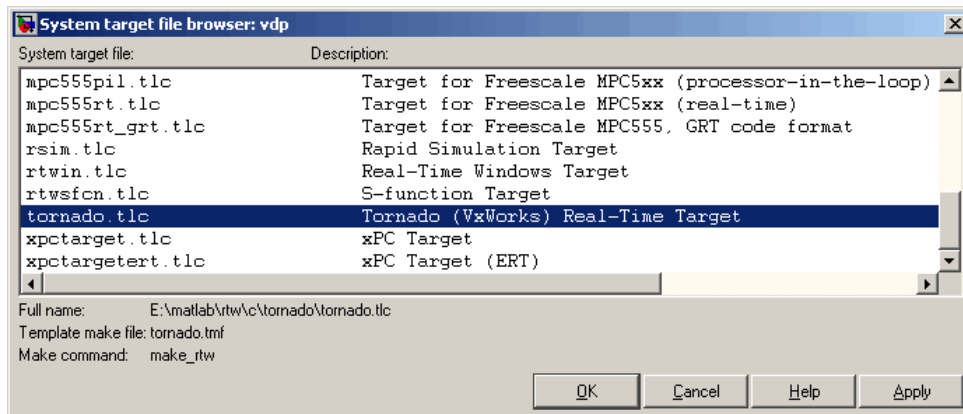 System target file browser: vdp
System target file: Description:
mpc555pil.tlc Target for Freescale MPC5xx (processor-in-the-loop)
mpc555rt.tlc Target for Freescale MPC5xx (real-time)
mpc555rt_grt.tlc Target for Freescale MPC555, GRT code format
rsim.tlc Rapid Simulation Target
rtwin.tlc Real-Time Windows Target
rtwsfcn.tlc S-function Target
tornado.tlc Tornado (VxWorks) Real-Time Target
xpctarget.tlc xPC Target
xpctargetert.tlc xPC Target (ERT)
Full name: E:\matlab\rtw\c\tornado\tornado.tlc
Template make file: tornado.tmf
Make command: make_rtw
OK Cancel Help Apply